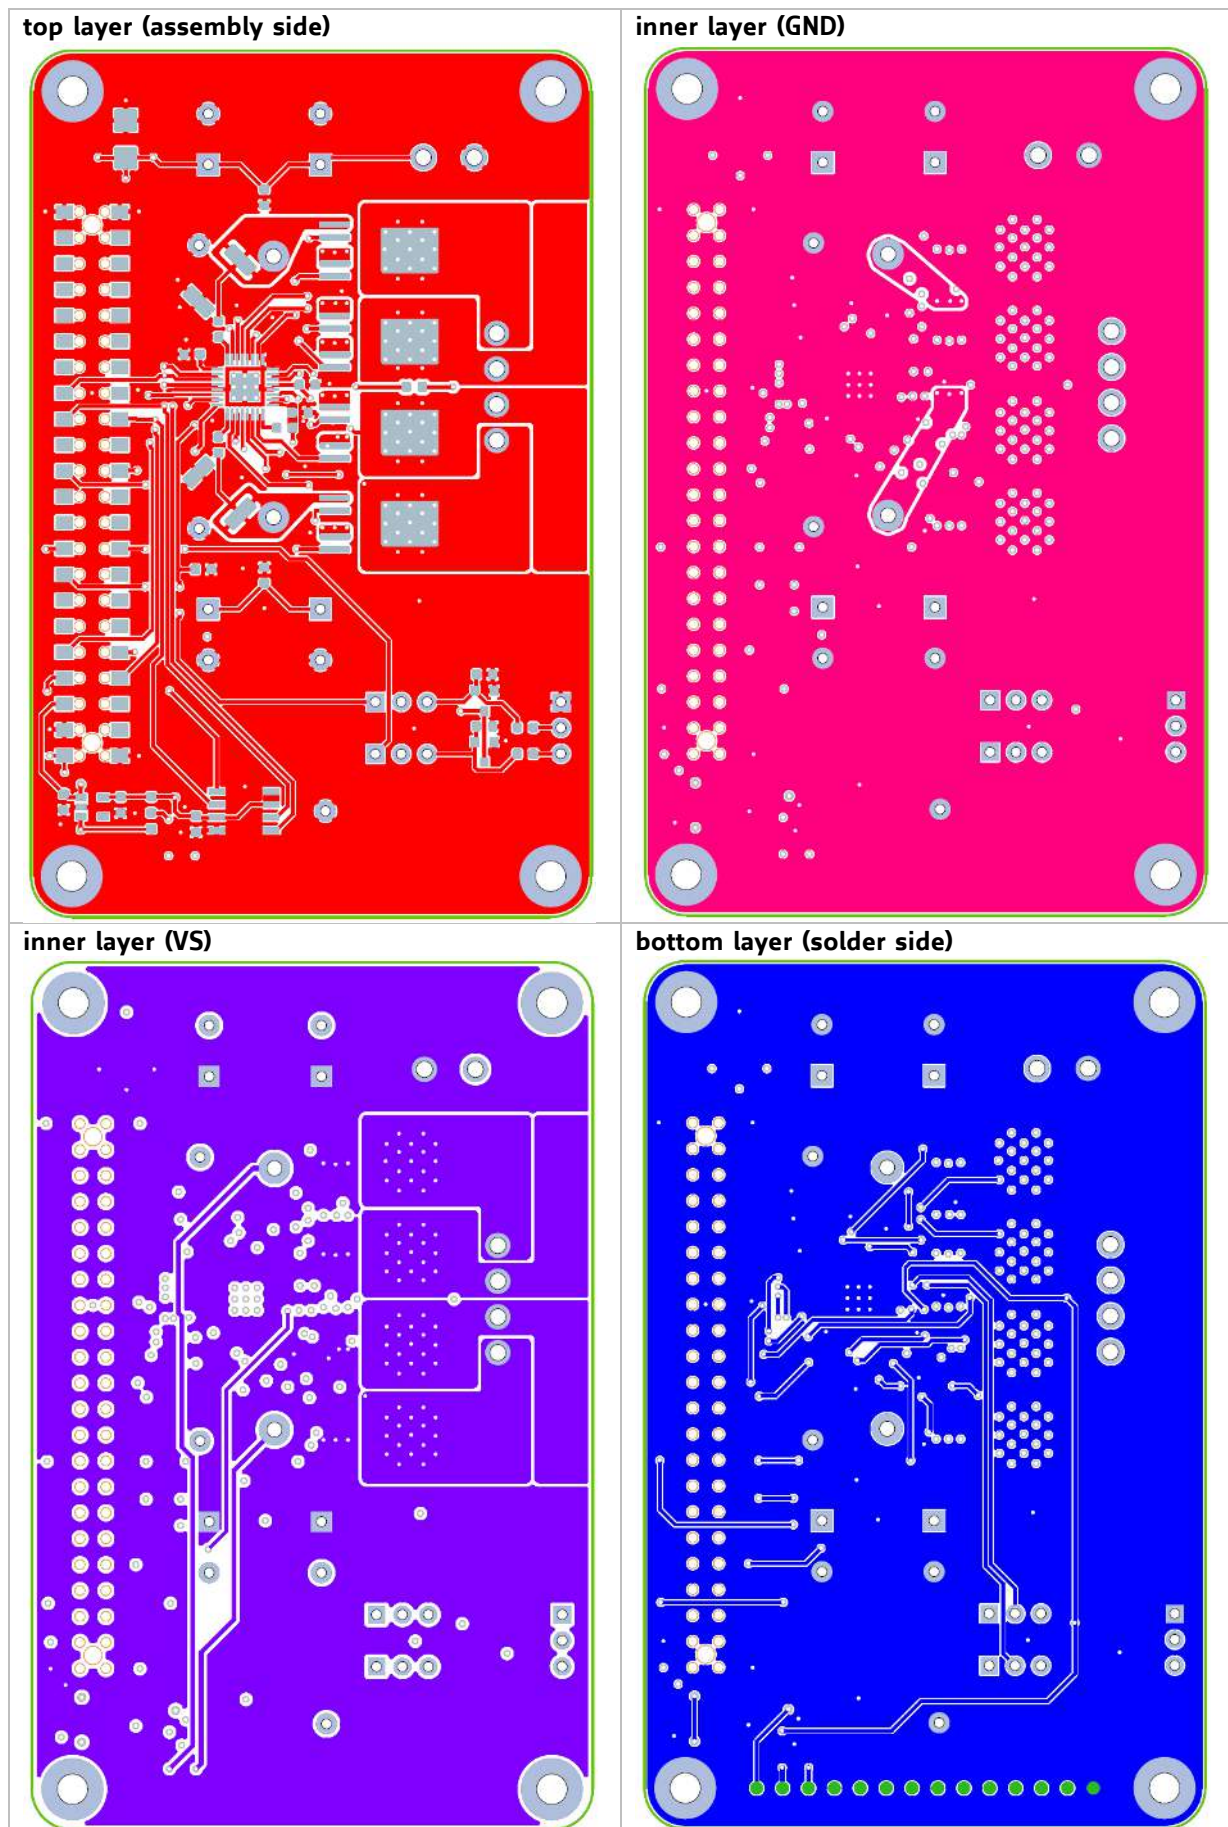 top layer (assembly side)
inner layer (GND)
inner layer (VS)
bottom layer (solder side)